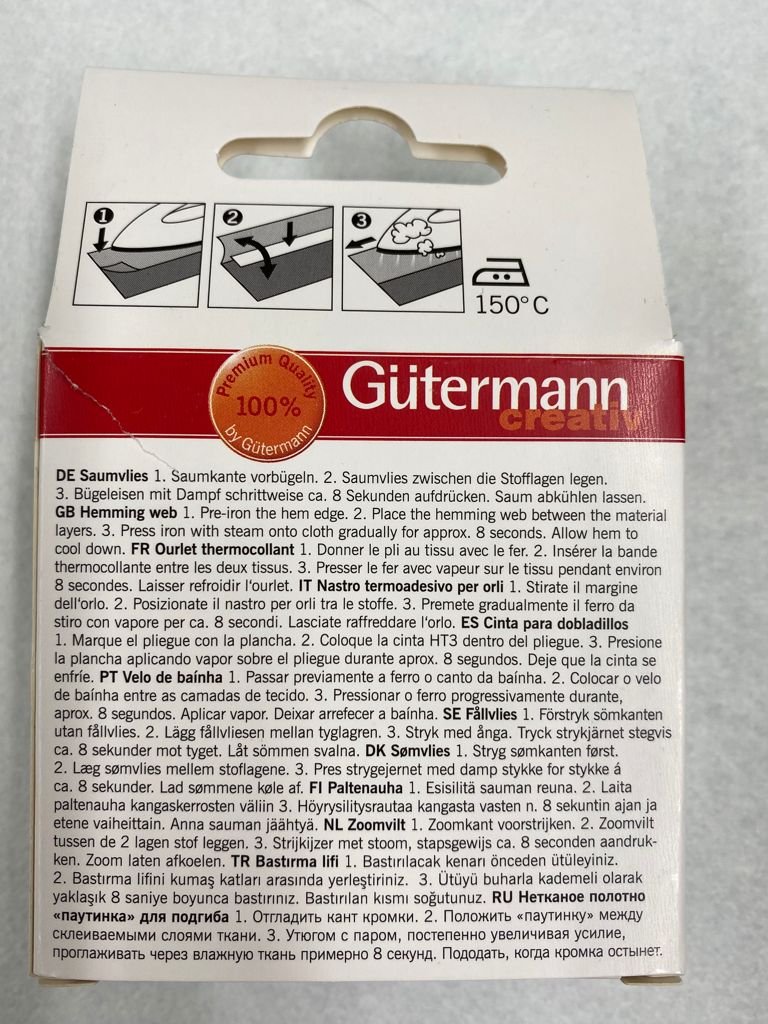 1
2
3
150° C
Premium Quality
100%
by Gütermann
Gütermann
creativ
DE Saumvlies 1. Saumkante vorbügeln. 2. Saumvlies zwischen die Stofflagen legen.
3. Bügeleisen mit Dampf schrittweise ca. 8 Sekunden aufdrücken. Saum abkühlen lassen.
GB Hemming web 1. Pre-iron the hem edge. 2. Place the hemming web between the material
layers. 3. Press iron with steam onto cloth gradually for approx. 8 seconds. Allow hem to
cool down. FR Ourlet thermocollant 1. Donner le pli au tissu avec le fer. 2. Insérer la bande
thermocollante entre les deux tissus. 3. Presser le fer avec vapeur sur le tissu pendant environ
8 secondes. Laisser refroidir l‘ourlet. IT Nastro termoadesivo per orli 1. Stirate il margine
dell‘orlo. 2. Posizionate il nastro per orli tra le stoffe. 3. Premete gradualmente il ferro da
stiro con vapore per ca. 8 secondi. Lasciate raffreddare l‘orlo. ES Cinta para dobladillos
1. Marque el pliegue con la plancha. 2. Coloque la cinta HT3 dentro del pliegue. 3. Presione
la plancha aplicando vapor sobre el pliegue durante aprox. 8 segundos. Deje que la cinta se
enfríe. PT Velo de baínha 1. Passar previamente a ferro o canto da baínha. 2. Colocar o velo
de baínha entre as camadas de tecido. 3. Pressionar o ferro progressivamente durante,
aprox. 8 segundos. Aplicar vapor. Deixar arrefecer a baínha. SE Fållvlies 1. Förstryk sömkanten
utan fållvlies. 2. Lägg fållvliesen mellan tyglagren. 3. Stryk med ånga. Tryck strykjärnet stegvis
ca. 8 sekunder mot tyget. Låt sömmen svalna. DK Sømvlies 1. Stryg sømkanten først.
2. Læg sømvlies mellem stoflagene. 3. Pres strygejernet med damp stykke for stykke á
ca. 8 sekunder. Lad sømmene køle af. FI Paltenauha 1. Esisilitä sauman reuna. 2. Laita
paltenauha kangaskerrosten väliin 3. Höyrysilitysrautaa kangasta vasten n. 8 sekuntin ajan ja
etene vaiheittain. Anna sauman jäähtyä. NL Zoomvilt 1. Zoomkant voorstrijken. 2. Zoomvilt
tussen de 2 lagen stof leggen. 3. Strijkijzer met stoom, stapsgewijs ca. 8 seconden aandruk-
ken. Zoom laten afkoelen. TR Bastırma lifi 1. Bastırılacak kenarı önceden ütüleyiniz.
2. Bastırma lifini kumaş katları arasında yerleştiriniz. 3. Ütüyü buharla kademeli olarak
yaklaşık 8 saniye boyunca bastırınız. Bastırılan kısmı soğutunuz. RU Нетканое полотно
«паутинка» для подгиба 1. Отгладить кант кромки. 2. Положить «паутинку» между
склеиваемыми слоями ткани. 3. Утюгом с паром, постепенно увеличивая усилие,
проглаживать через влажную ткань примерно 8 секунд. Пододать, когда кромка остынет.